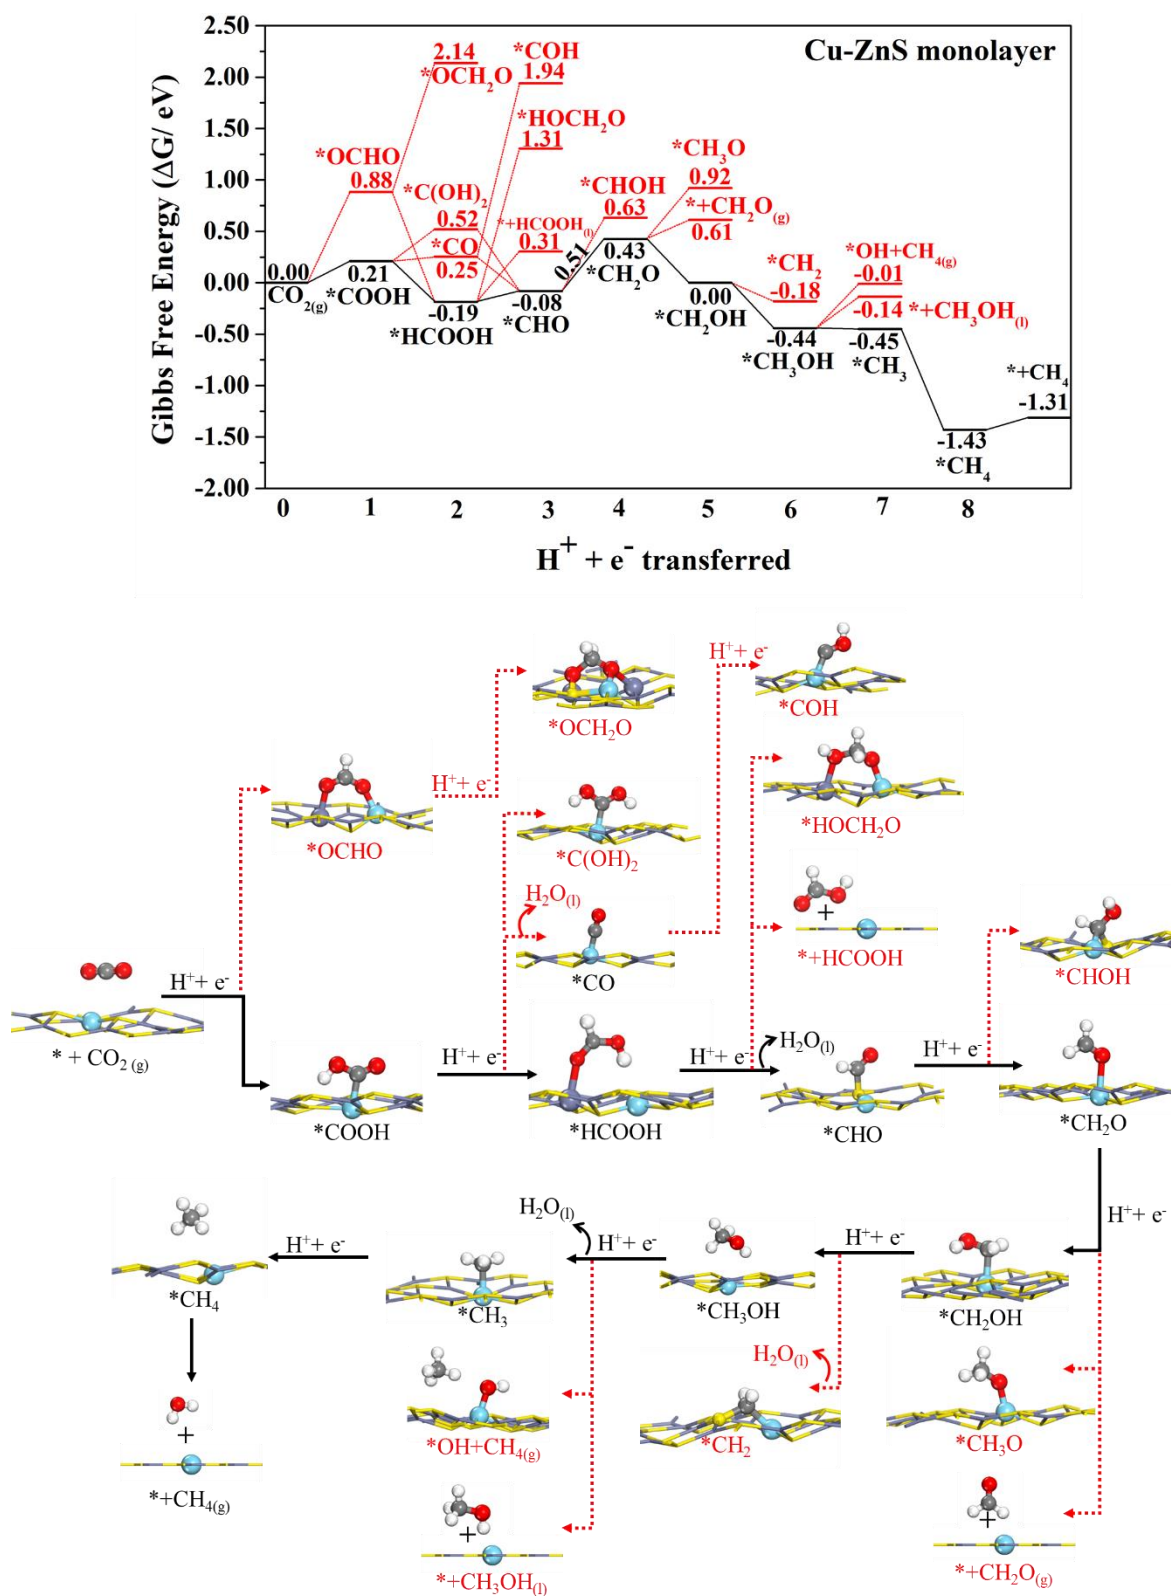 Cu-ZnS monolayer
Gibbs Free Energy (ΔG/ eV)
2.50
2.00
1.50
1.00
0.50
0.00
-0.50
-1.00
-1.50
-2.00
0.00
CO2(g)
0.21
*COOH
*OCHO
0.88
2.14
*OCH2O
*C(OH)2
0.52
*CO
0.25
-0.19
*HCOOH
*COH
1.94
*HOCH2O
1.31
*+HCOOH(l)
0.31
-0.08
*CHO
0.51
*CHOH
0.63
0.43
*CH2O
*CH3O
0.92
*+CH2O(g)
0.61
0.00
*CH2OH
*CH2
-0.18
-0.44
*CH3OH
*OH+CH4(g)
-0.01
-0.14 *+CH3OH(l)
-0.45
*CH3
-1.43
*CH4
*+CH4
-1.31
0 1 2 3 4 5 6 7 8
H+ + e- transferred
H++ e-
*COH
*OCH2O
H++ e-
*OCHO
*C(OH)2
*HOCH2O
H2O(l)
*CO
*+HCOOH
+
*CHOH
H++ e-
* + CO2 (g)
H++ e-
H++ e-
H2O(l)
H++ e-
*COOH
*HCOOH
*CHO
*CH2O
H++ e-
H2O(l)
H++ e-
H++ e-
H++ e-
*CH4
*CH3
*CH3OH
*CH2OH
H2O(l)
*OH+CH4(g)
*CH2
*CH3O
+
*+CH4(g)
+
*+CH3OH(l)
+
*+CH2O(g)